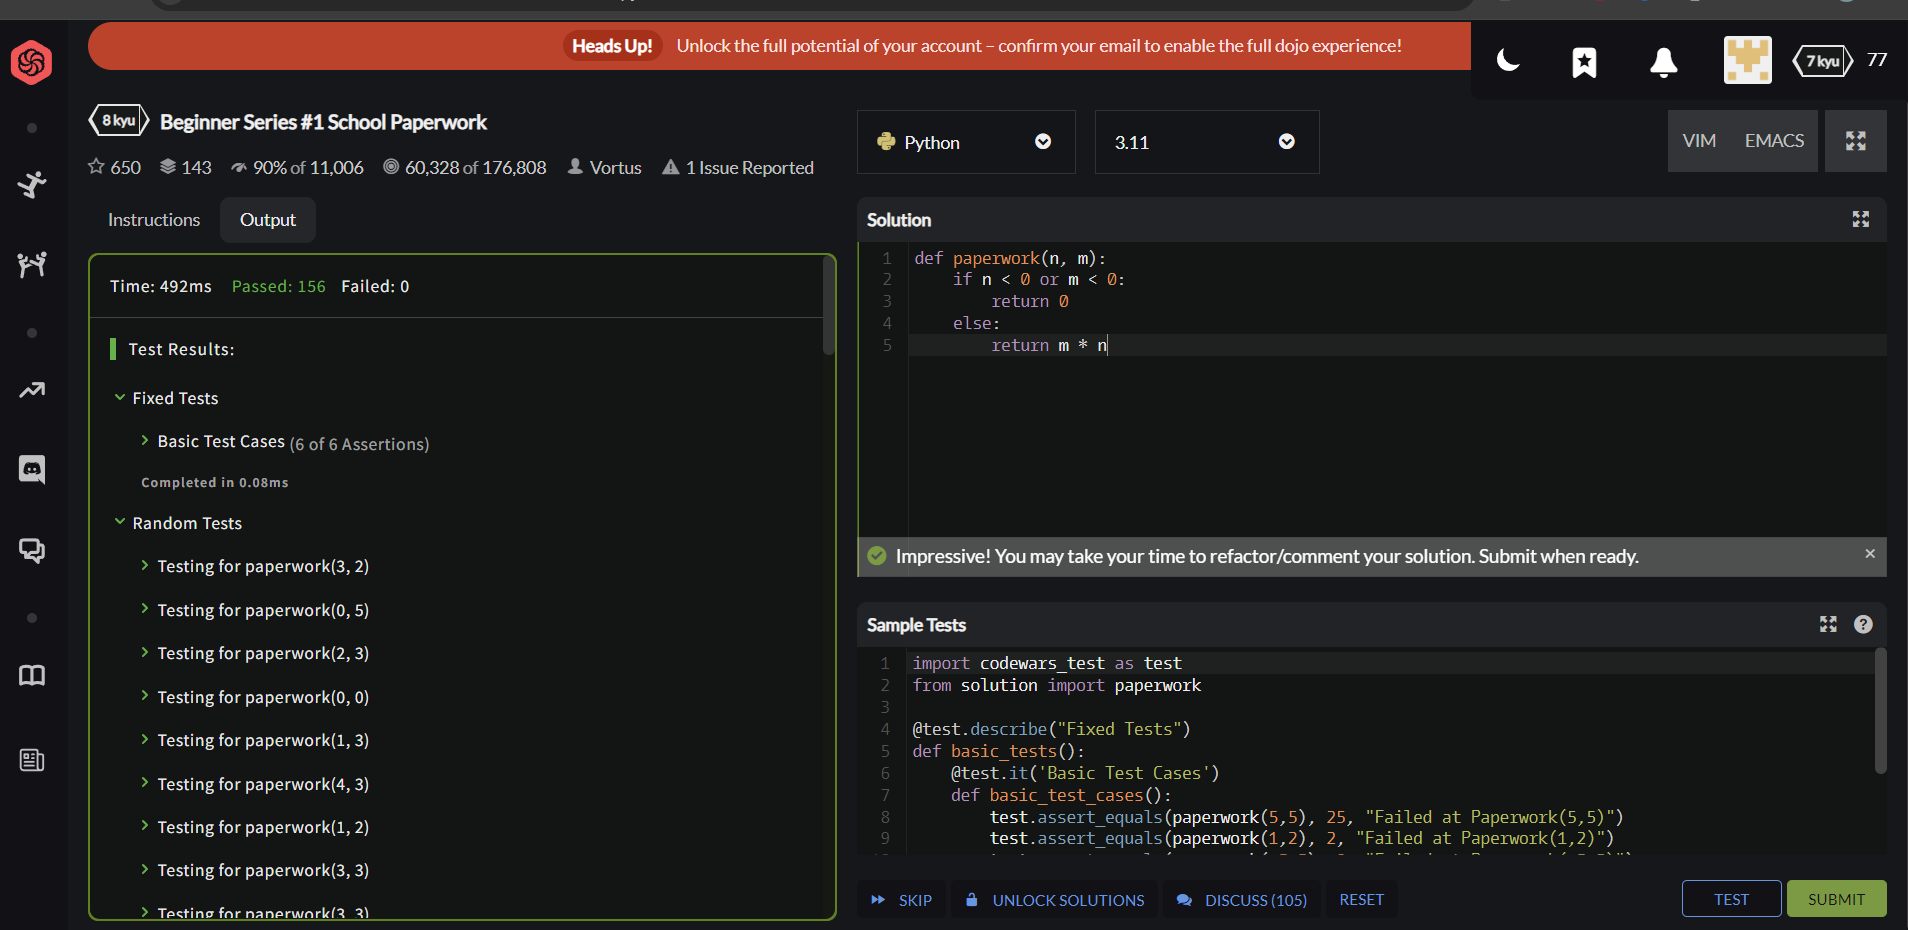 Heads Up! Unlock the full potential of your account – confirm your email to enable the full dojo experience!
7 kyu 77
8 kyu Beginner Series #1 School Paperwork
650 143 90% of 11,006 60,328 of 176,808 Vortus 1 Issue Reported
Python
3.11
VIM EMACS
Instructions Output
Time: 492ms Passed: 156 Failed: 0
Test Results:
Fixed Tests
Basic Test Cases (6 of 6 Assertions)
Completed in 0.08ms
Random Tests
Testing for paperwork(3, 2)
Testing for paperwork(0, 5)
Testing for paperwork(2, 3)
Testing for paperwork(0, 0)
Testing for paperwork(1, 3)
Testing for paperwork(4, 3)
Testing for paperwork(1, 2)
Testing for paperwork(3, 3)
Testing for paperwork(3, 3)
Solution
1 def paperwork(n, m):
2 if n < 0 or m < 0:
3 return 0
4 else:
5 return m * n
Impressive! You may take your time to refactor/comment your solution. Submit when ready.
Sample Tests
1 import codewars_test as test
2 from solution import paperwork
3
4 @test.describe("Fixed Tests")
5 def basic_tests():
6 @test.it('Basic Test Cases')
7 def basic_test_cases():
8 test.assert_equals(paperwork(5,5), 25, "Failed at Paperwork(5,5)")
9 test.assert_equals(paperwork(1,2), 2, "Failed at Paperwork(1,2)")
SKIP UNLOCK SOLUTIONS DISCUSS (105) RESET
TEST SUBMIT